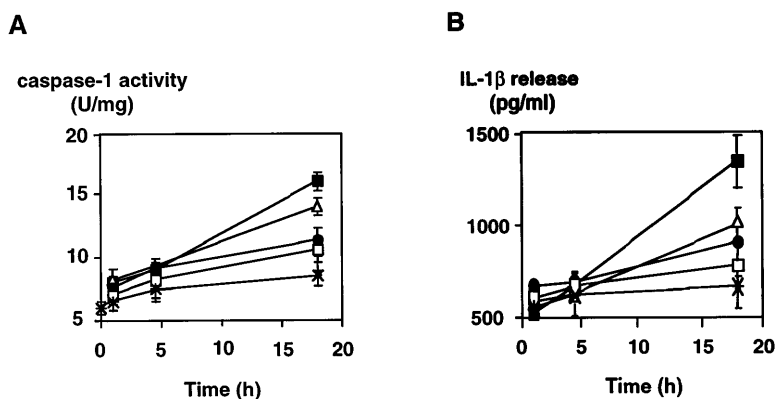 A
caspase-1 activity
(U/mg)
20
15
10
5
0 5 10 15 20
Time (h)
B
IL-1β release
(pg/ml)
1500
1000
500
0 5 10 15 20
Time (h)